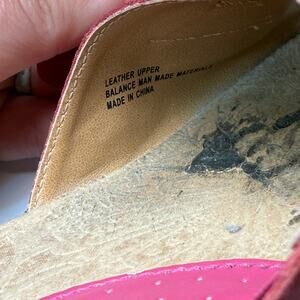 LEATHER UPPER
BALANCE MAN MADE MATERIALS
MADE IN CHINA